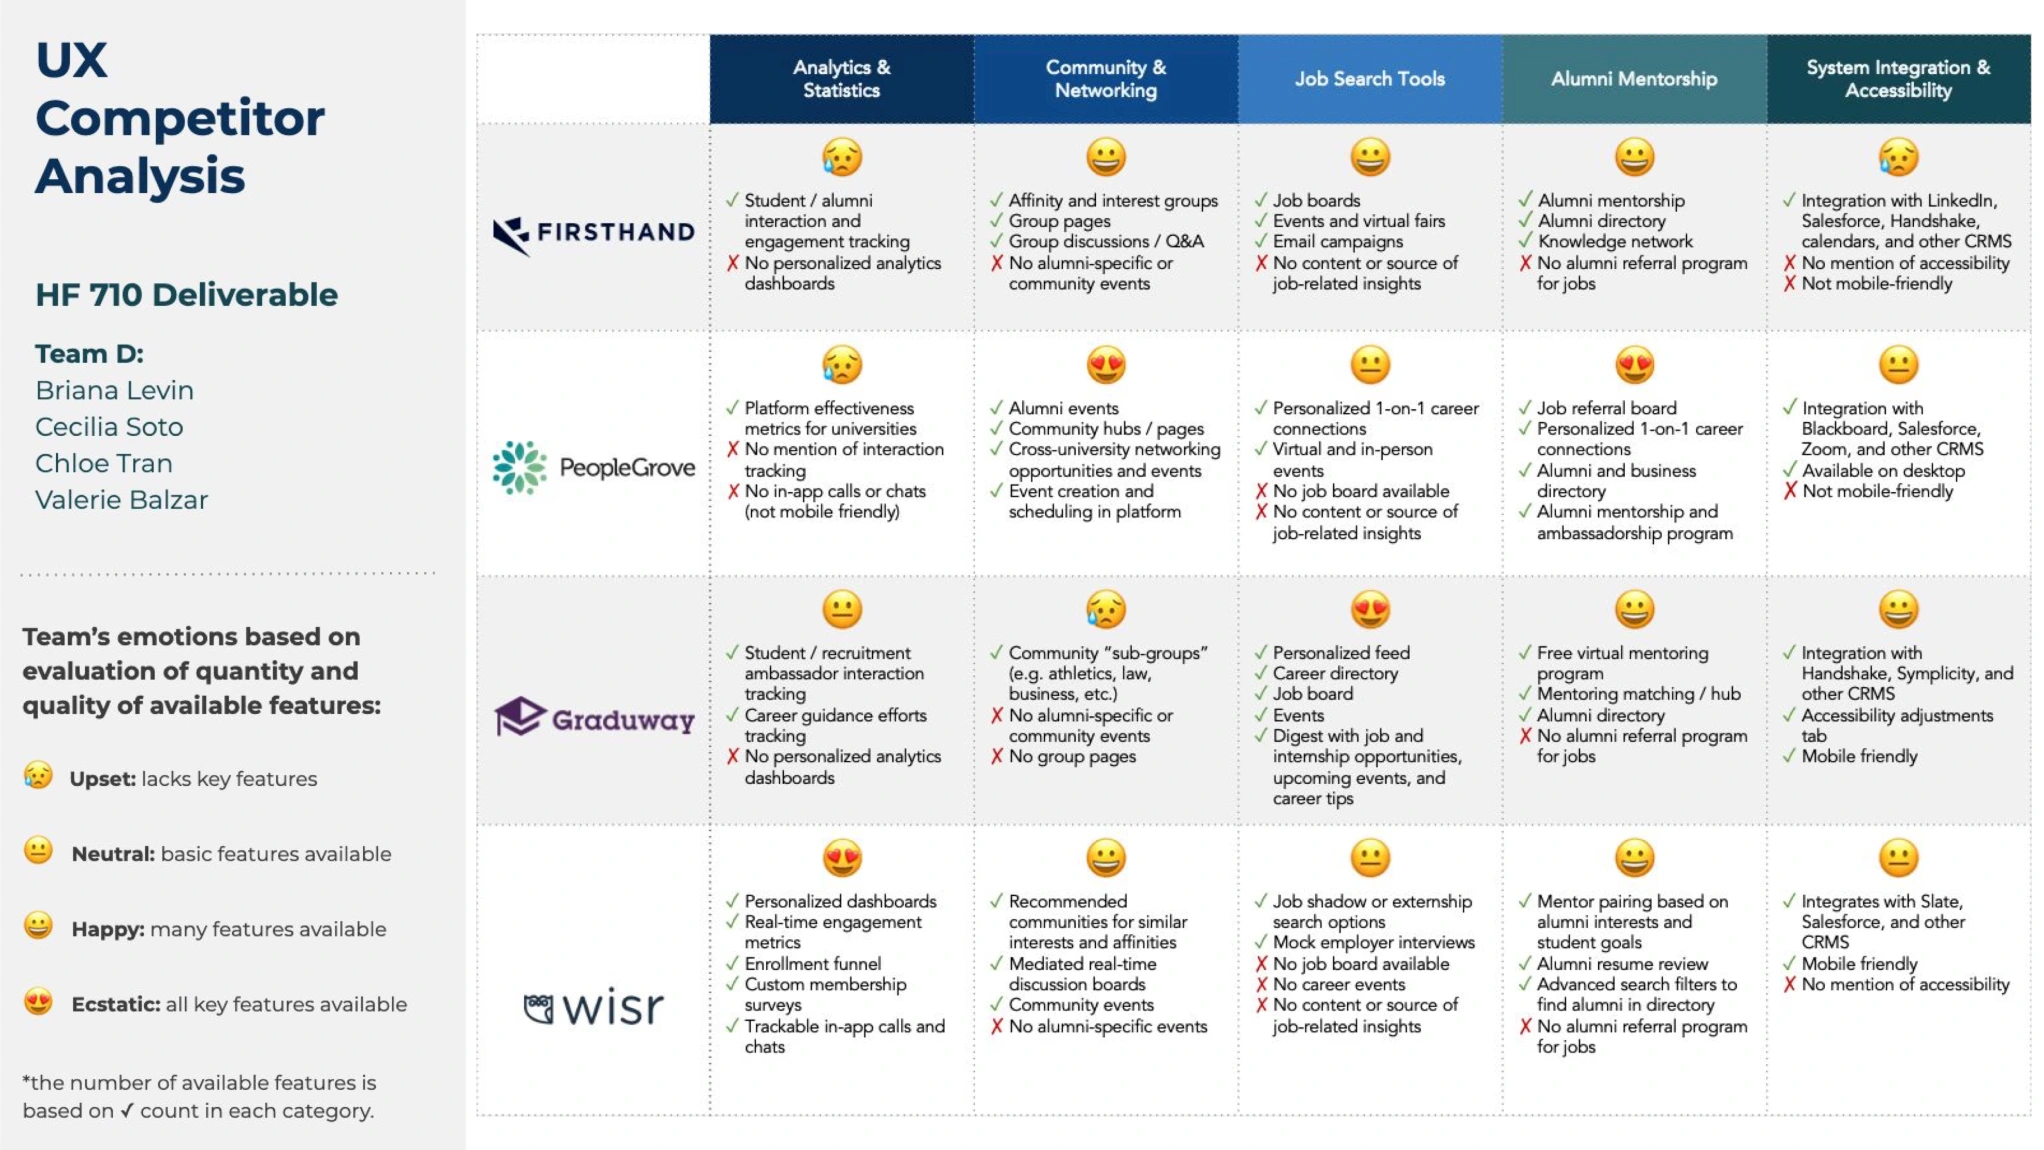 UX
Competitor
Analysis
HF 710 Deliverable
Team D:
Briana Levin
Cecilia Soto
Chloe Tran
Valerie Balzar
Team's emotions based on
evaluation of quantity and
quality of available features:
Upset: lacks key features
Neutral: basic features available
Happy: many features available
Ecstatic: all key features available
*the number of available features is
based on ✓ count in each category.
Analytics &
Statistics
Community &
Networking
Job Search Tools
Alumni Mentorship
System Integration &
Accessibility
FIRSTHAND
✓ Student / alumni
interaction and
engagement tracking
✗ No personalized analytics
dashboards
✓ Affinity and interest groups
✓ Group pages
✓ Group discussions / Q&A
✗ No alumni-specific or
community events
✓ Job boards
✓ Events and virtual fairs
✓ Email campaigns
✗ No content or source of
job-related insights
✓ Alumni mentorship
✓ Alumni directory
✓ Knowledge network
✗ No alumni referral program
for jobs
✓ Integration with LinkedIn,
Salesforce, Handshake,
calendars, and other CRMS
✗ No mention of accessibility
✗ Not mobile-friendly
PeopleGrove
✓ Platform effectiveness
metrics for universities
✗ No mention of interaction
tracking
✗ No in-app calls or chats
(not mobile friendly)
✓ Alumni events
✓ Community hubs / pages
✓ Cross-university networking
opportunities and events
✓ Event creation and
scheduling in platform
✓ Personalized 1-on-1 career
connections
✓ Virtual and in-person
events
✗ No job board available
✗ No content or source of
job-related insights
✓ Job referral board
✓ Personalized 1-on-1 career
connections
✓ Alumni and business
directory
✓ Alumni mentorship and
ambassadorship program
✓ Integration with
Blackboard, Salesforce,
Zoom, and other CRMS
✓ Available on desktop
✗ Not mobile-friendly
Graduway
✓ Student / recruitment
ambassador interaction
tracking
✓ Career guidance efforts
tracking
✗ No personalized analytics
dashboards
✓ Community "sub-groups"
(e.g. athletics, law,
business, etc.)
✗ No alumni-specific or
community events
✗ No group pages
✓ Personalized feed
✓ Career directory
✓ Job board
✓ Events
✓ Digest with job and
internship opportunities,
upcoming events, and
career tips
✓ Free virtual mentoring
program
✓ Mentoring matching / hub
✓ Alumni directory
✗ No alumni referral program
for jobs
✓ Integration with
Handshake, Symplicity, and
other CRMS
✓ Accessibility adjustments
tab
✓ Mobile friendly
wisr
✓ Personalized dashboards
✓ Real-time engagement
metrics
✓ Enrollment funnel
✓ Custom membership
surveys
✓ Trackable in-app calls and
chats
✓ Recommended
communities for similar
interests and affinities
✓ Mediated real-time
discussion boards
✓ Community events
✗ No alumni-specific events
✓ Job shadow or externship
search options
✓ Mock employer interviews
✗ No job board available
✗ No career events
✗ No content or source of
job-related insights
✓ Mentor pairing based on
alumni interests and
student goals
✓ Alumni resume review
✓ Advanced search filters to
find alumni in directory
✗ No alumni referral program
for jobs
✓ Integrates with Slate,
Salesforce, and other
CRMS
✓ Mobile friendly
✗ No mention of accessibility